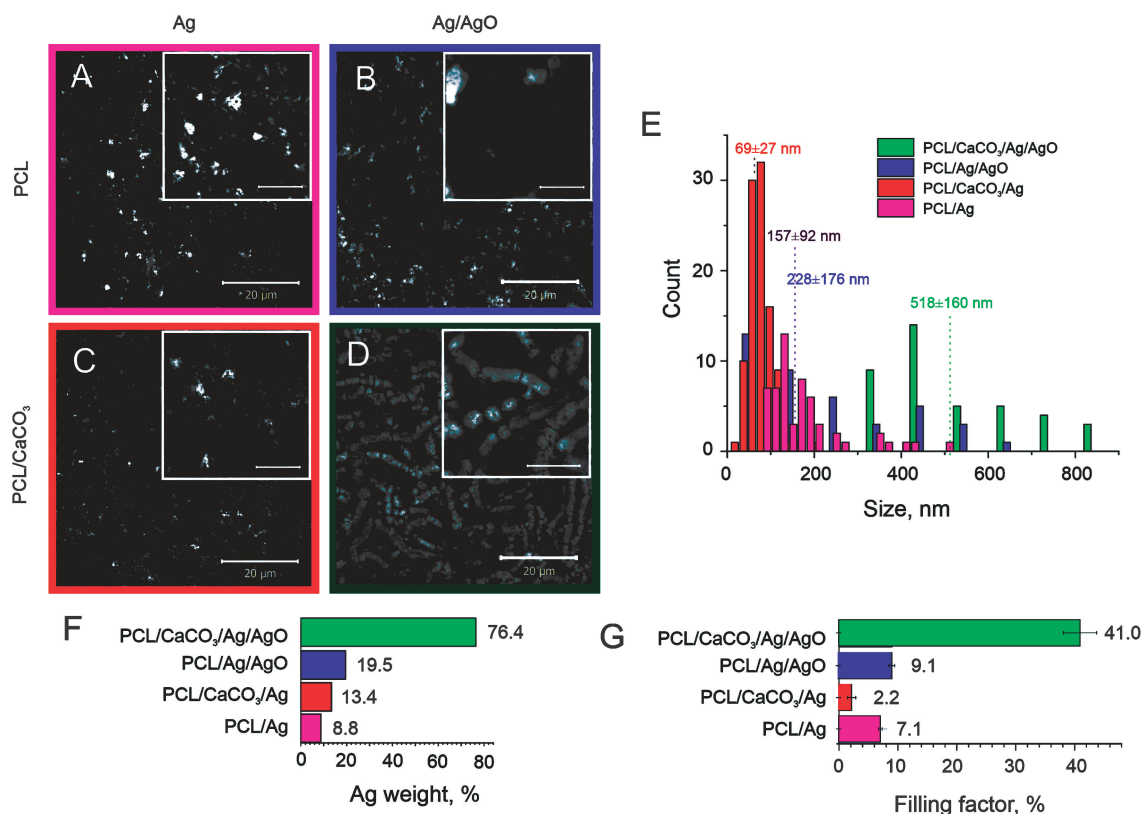 Ag
Ag/AgO
PCL
PCL/CaCO₃
A
20 µm
B
20 µm
C
20 µm
D
20 µm
E
PCL/CaCO₃/Ag/AgO
PCL/Ag/AgO
PCL/CaCO₃/Ag
PCL/Ag
69±27 nm
157±92 nm
228±176 nm
518±160 nm
Count
30
20
10
0
0
200
400
600
800
Size, nm
F
PCL/CaCO₃/Ag/AgO
76.4
PCL/Ag/AgO
19.5
PCL/CaCO₃/Ag
13.4
PCL/Ag
8.8
0
20
40
60
80
Ag weight, %
G
PCL/CaCO₃/Ag/AgO
41.0
PCL/Ag/AgO
9.1
PCL/CaCO₃/Ag
2.2
PCL/Ag
7.1
0
10
20
30
40
Filling factor, %